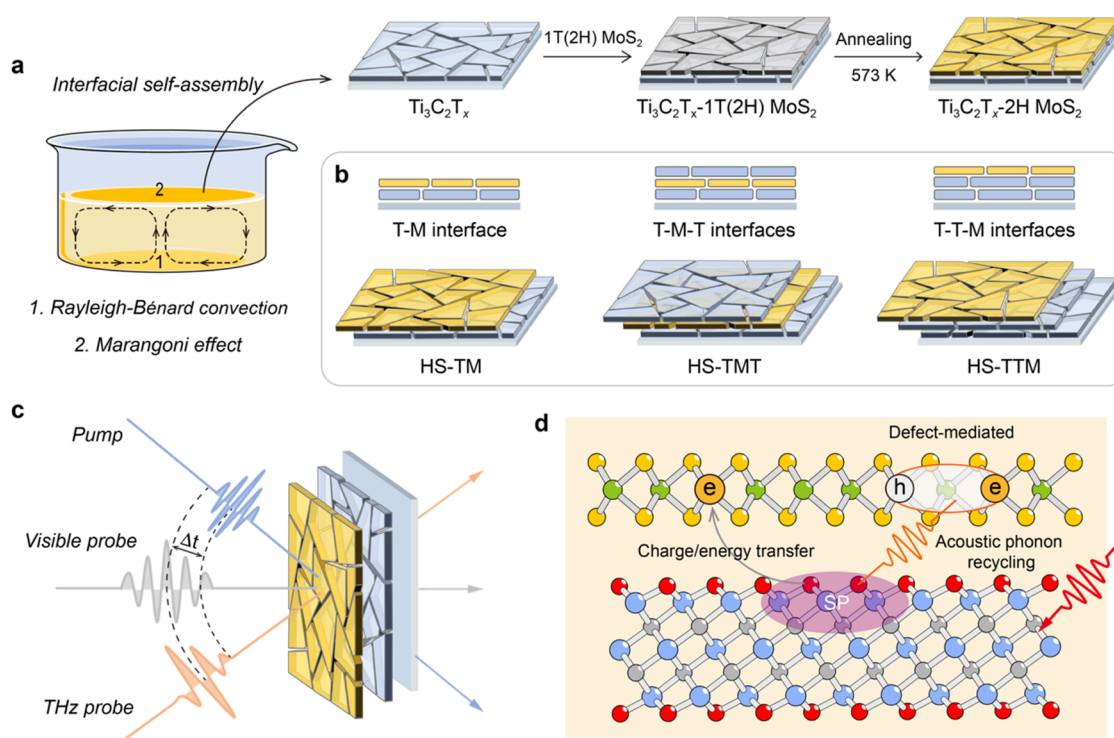 a
Interfacial self-assembly
2
1
1. Rayleigh-Bénard convection
2. Marangoni effect
Ti₃C₂Tₓ
1T(2H) MoS₂
Ti₃C₂Tₓ-1T(2H) MoS₂
Annealing
573 K
Ti₃C₂Tₓ-2H MoS₂
b
T-M interface
T-M-T interfaces
T-T-M interfaces
HS-TM
HS-TMT
HS-TTM
c
Pump
Visible probe
Δt
THz probe
d
Defect-mediated
e
h
e
Charge/energy transfer
Acoustic phonon
recycling
SP